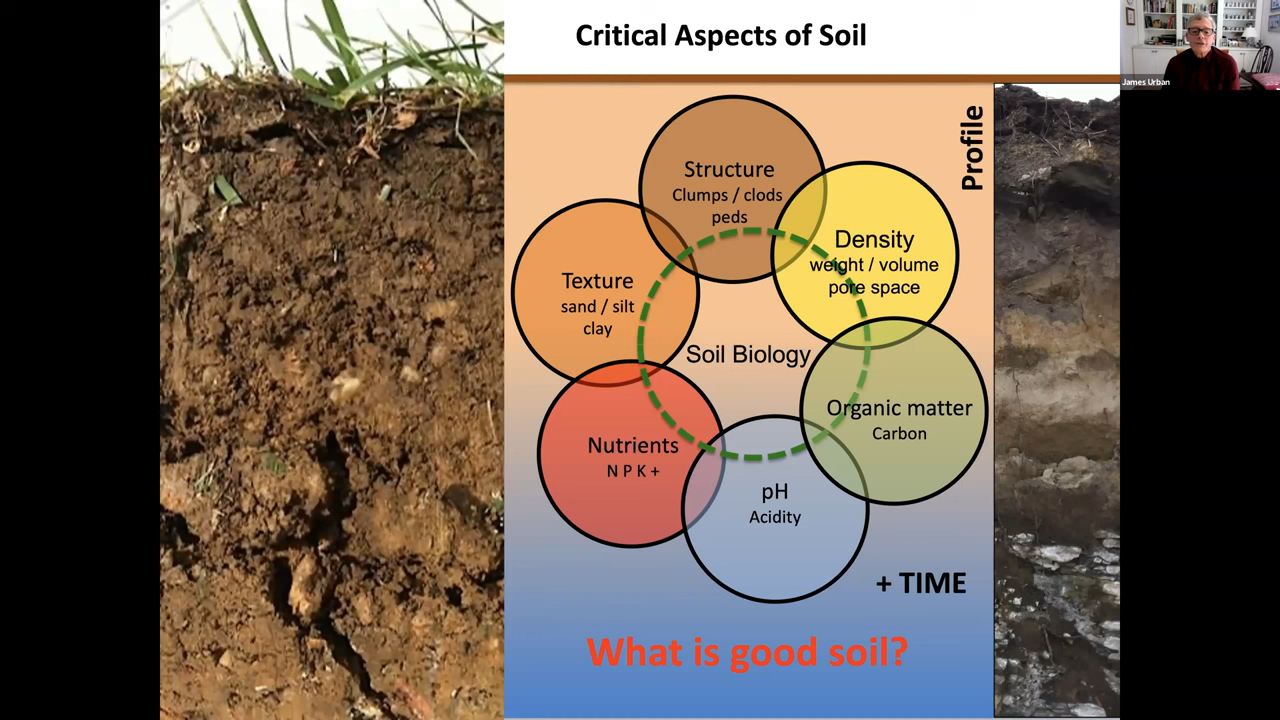 Critical Aspects of Soil
James Urban
Profile
Structure
Clumps / clods
peds
Density
weight / volume
pore space
Texture
sand / silt
clay
Soil Biology
Organic matter
Carbon
Nutrients
N P K +
pH
Acidity
+ TIME
What is good soil?